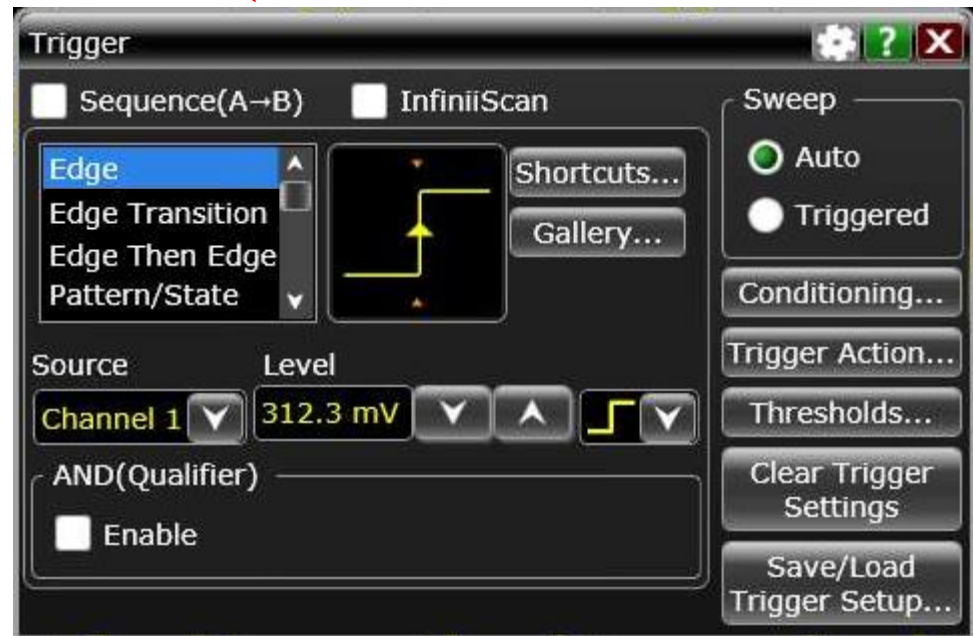 Trigger
?
X
Sequence(A→B)
InfiniiScan
Sweep
Edge
Edge Transition
Edge Then Edge
Pattern/State
Shortcuts...
Gallery...
Auto
Triggered
Conditioning...
Trigger Action...
Thresholds...
Clear Trigger
Settings
Save/Load
Trigger Setup...
Source
Level
Channel 1
312.3 mV
AND(Qualifier)
Enable